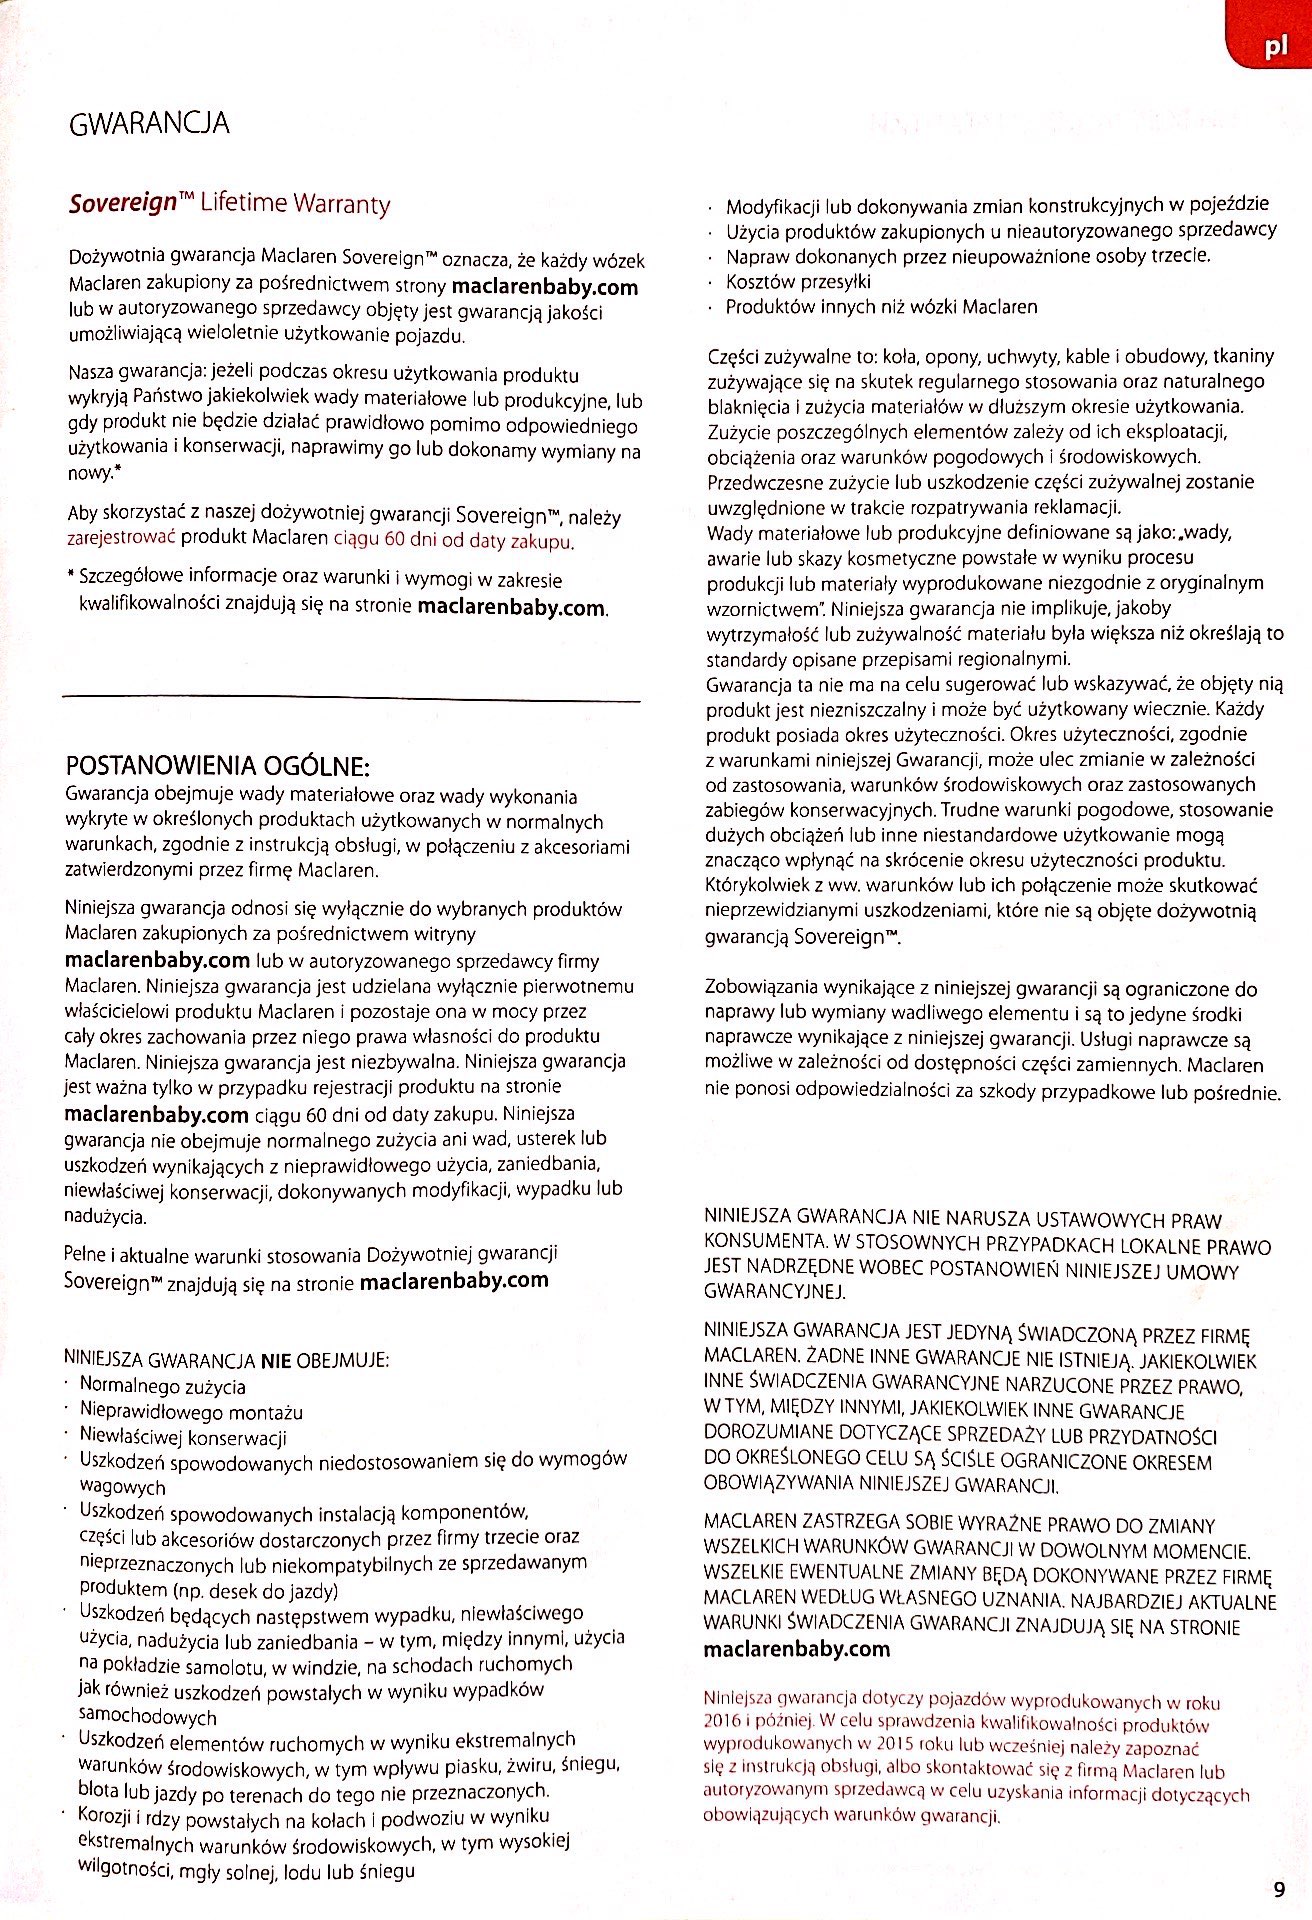 pl
GWARANCJA
Sovereign™ Lifetime Warranty
Dożywotnia gwarancja Maclaren Sovereign™ oznacza, że każdy wózek
Maclaren zakupiony za pośrednictwem strony maclarenbaby.com
lub w autoryzowanego sprzedawcy objęty jest gwarancją jakości
umożliwiającą wieloletnie użytkowanie pojazdu.
Nasza gwarancja: jeżeli podczas okresu użytkowania produktu
wykryją Państwo jakiekolwiek wady materiałowe lub produkcyjne, lub
gdy produkt nie będzie działać prawidłowo pomimo odpowiedniego
użytkowania i konserwacji, naprawimy go lub dokonamy wymiany na
nowy.*
Aby skorzystać z naszej dożywotniej gwarancji Sovereign™, należy
zarejestrować produkt Maclaren ciągu 60 dni od daty zakupu.
* Szczegółowe informacje oraz warunki i wymogi w zakresie
kwalifikowalności znajdują się na stronie maclarenbaby.com.
POSTANOWIENIA OGÓLNE:
Gwarancja obejmuje wady materiałowe oraz wady wykonania
wykryte w określonych produktach użytkowanych w normalnych
warunkach, zgodnie z instrukcją obsługi, w połączeniu z akcesoriami
zatwierdzonymi przez firmę Maclaren.
Niniejsza gwarancja odnosi się wyłącznie do wybranych produktów
Maclaren zakupionych za pośrednictwem witryny
maclarenbaby.com lub w autoryzowanego sprzedawcy firmy
Maclaren. Niniejsza gwarancja jest udzielana wyłącznie pierwotnemu
właścicielowi produktu Maclaren i pozostaje ona w mocy przez
cały okres zachowania przez niego prawa własności do produktu
Maclaren. Niniejsza gwarancja jest niezbywalna. Niniejsza gwarancja
jest ważna tylko w przypadku rejestracji produktu na stronie
maclarenbaby.com ciągu 60 dni od daty zakupu. Niniejsza
gwarancja nie obejmuje normalnego zużycia ani wad, usterek lub
uszkodzeń wynikających z nieprawidłowego użycia, zaniedbania,
niewłaściwej konserwacji, dokonywanych modyfikacji, wypadku lub
nadużycia.
Pełne i aktualne warunki stosowania Dożywotniej gwarancji
Sovereign™ znajdują się na stronie maclarenbaby.com
NINIEJSZA GWARANCJA NIE OBEJMUJE:
· Normalnego zużycia
· Nieprawidłowego montażu
· Niewłaściwej konserwacji
· Uszkodzeń spowodowanych niedostosowaniem się do wymogów
wagowych
· Uszkodzeń spowodowanych instalacją komponentów,
części lub akcesoriów dostarczonych przez firmy trzecie oraz
nieprzeznaczonych lub niekompatybilnych ze sprzedawanym
produktem (np. desek do jazdy)
· Uszkodzeń będących następstwem wypadku, niewłaściwego
użycia, nadużycia lub zaniedbania – w tym, między innymi, użycia
na pokładzie samolotu, w windzie, na schodach ruchomych
jak również uszkodzeń powstałych w wyniku wypadków
samochodowych
· Uszkodzeń elementów ruchomych w wyniku ekstremalnych
warunków środowiskowych, w tym wpływu piasku, żwiru, śniegu,
błota lub jazdy po terenach do tego nie przeznaczonych.
· Korozji i rdzy powstałych na kołach i podwoziu w wyniku
ekstremalnych warunków środowiskowych, w tym wysokiej
wilgotności, mgły solnej, lodu lub śniegu
· Modyfikacji lub dokonywania zmian konstrukcyjnych w pojeździe
· Użycia produktów zakupionych u nieautoryzowanego sprzedawcy
· Napraw dokonanych przez nieupoważnione osoby trzecie.
· Kosztów przesyłki
· Produktów innych niż wózki Maclaren
Części zużywalne to: koła, opony, uchwyty, kable i obudowy, tkaniny
zużywające się na skutek regularnego stosowania oraz naturalnego
blaknięcia i zużycia materiałów w dłuższym okresie użytkowania.
Zużycie poszczególnych elementów zależy od ich eksploatacji,
obciążenia oraz warunków pogodowych i środowiskowych.
Przedwczesne zużycie lub uszkodzenie części zużywalnej zostanie
uwzględnione w trakcie rozpatrywania reklamacji.
Wady materiałowe lub produkcyjne definiowane są jako: „wady,
awarie lub skazy kosmetyczne powstałe w wyniku procesu
produkcji lub materiały wyprodukowane niezgodnie z oryginalnym
wzornictwem”. Niniejsza gwarancja nie implikuje, jakoby
wytrzymałość lub zużywalność materiału była większa niż określają to
standardy opisane przepisami regionalnymi.
Gwarancja ta nie ma na celu sugerować lub wskazywać, że objęty nią
produkt jest niezniszczalny i może być użytkowany wiecznie. Każdy
produkt posiada okres użyteczności. Okres użyteczności, zgodnie
z warunkami niniejszej Gwarancji, może ulec zmianie w zależności
od zastosowania, warunków środowiskowych oraz zastosowanych
zabiegów konserwacyjnych. Trudne warunki pogodowe, stosowanie
dużych obciążeń lub inne niestandardowe użytkowanie mogą
znacząco wpłynąć na skrócenie okresu użyteczności produktu.
Którykolwiek z ww. warunków lub ich połączenie może skutkować
nieprzewidzianymi uszkodzeniami, które nie są objęte dożywotnią
gwarancją Sovereign™.
Zobowiązania wynikające z niniejszej gwarancji są ograniczone do
naprawy lub wymiany wadliwego elementu i są to jedyne środki
naprawcze wynikające z niniejszej gwarancji. Usługi naprawcze są
możliwe w zależności od dostępności części zamiennych. Maclaren
nie ponosi odpowiedzialności za szkody przypadkowe lub pośrednie.
NINIEJSZA GWARANCJA NIE NARUSZA USTAWOWYCH PRAW
KONSUMENTA. W STOSOWNYCH PRZYPADKACH LOKALNE PRAWO
JEST NADRZĘDNE WOBEC POSTANOWIEŃ NINIEJSZEJ UMOWY
GWARANCYJNEJ.
NINIEJSZA GWARANCJA JEST JEDYNĄ ŚWIADCZONĄ PRZEZ FIRMĘ
MACLAREN. ŻADNE INNE GWARANCJE NIE ISTNIEJĄ. JAKIEKOLWIEK
INNE ŚWIADCZENIA GWARANCYJNE NARZUCONE PRZEZ PRAWO,
W TYM, MIĘDZY INNYMI, JAKIEKOLWIEK INNE GWARANCJE
DOROZUMIANE DOTYCZĄCE SPRZEDAŻY LUB PRZYDATNOŚCI
DO OKREŚLONEGO CELU SĄ ŚCIŚLE OGRANICZONE OKRESEM
OBOWIĄZYWANIA NINIEJSZEJ GWARANCJI.
MACLAREN ZASTRZEGA SOBIE WYRAŹNE PRAWO DO ZMIANY
WSZELKICH WARUNKÓW GWARANCJI W DOWOLNYM MOMENCIE.
WSZELKIE EWENTUALNE ZMIANY BĘDĄ DOKONYWANE PRZEZ FIRMĘ
MACLAREN WEDŁUG WŁASNEGO UZNANIA. NAJBARDZIEJ AKTUALNE
WARUNKI ŚWIADCZENIA GWARANCJI ZNAJDUJĄ SIĘ NA STRONIE
maclarenbaby.com
Niniejsza gwarancja dotyczy pojazdów wyprodukowanych w roku
2016 i później. W celu sprawdzenia kwalifikowalności produktów
wyprodukowanych w 2015 roku lub wcześniej należy zapoznać
się z instrukcją obsługi, albo skontaktować się z firmą Maclaren lub
autoryzowanym sprzedawcą w celu uzyskania informacji dotyczących
obowiązujących warunków gwarancji.
9